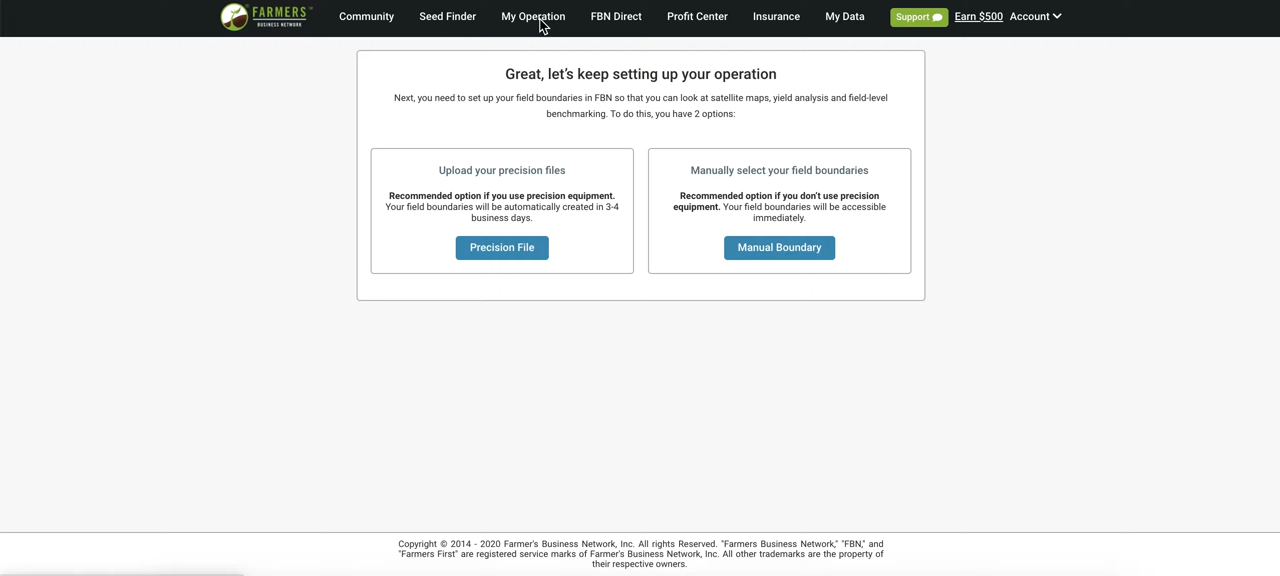 FARMERS™
BUSINESS NETWORK
Community Seed Finder My Operation FBN Direct Profit Center Insurance My Data Support Earn $500 Account
Great, let's keep setting up your operation
Next, you need to set up your field boundaries in FBN so that you can look at satellite maps, yield analysis and field-level
benchmarking. To do this, you have 2 options:
Upload your precision files
Recommended option if you use precision equipment.
Your field boundaries will be automatically created in 3-4
business days.
Precision File
Manually select your field boundaries
Recommended option if you don't use precision
equipment. Your field boundaries will be accessible
immediately.
Manual Boundary
Copyright © 2014 - 2020 Farmer's Business Network, Inc. All rights Reserved. "Farmers Business Network," "FBN," and
"Farmers First" are registered service marks of Farmer's Business Network, Inc. All other trademarks are the property of
their respective owners.